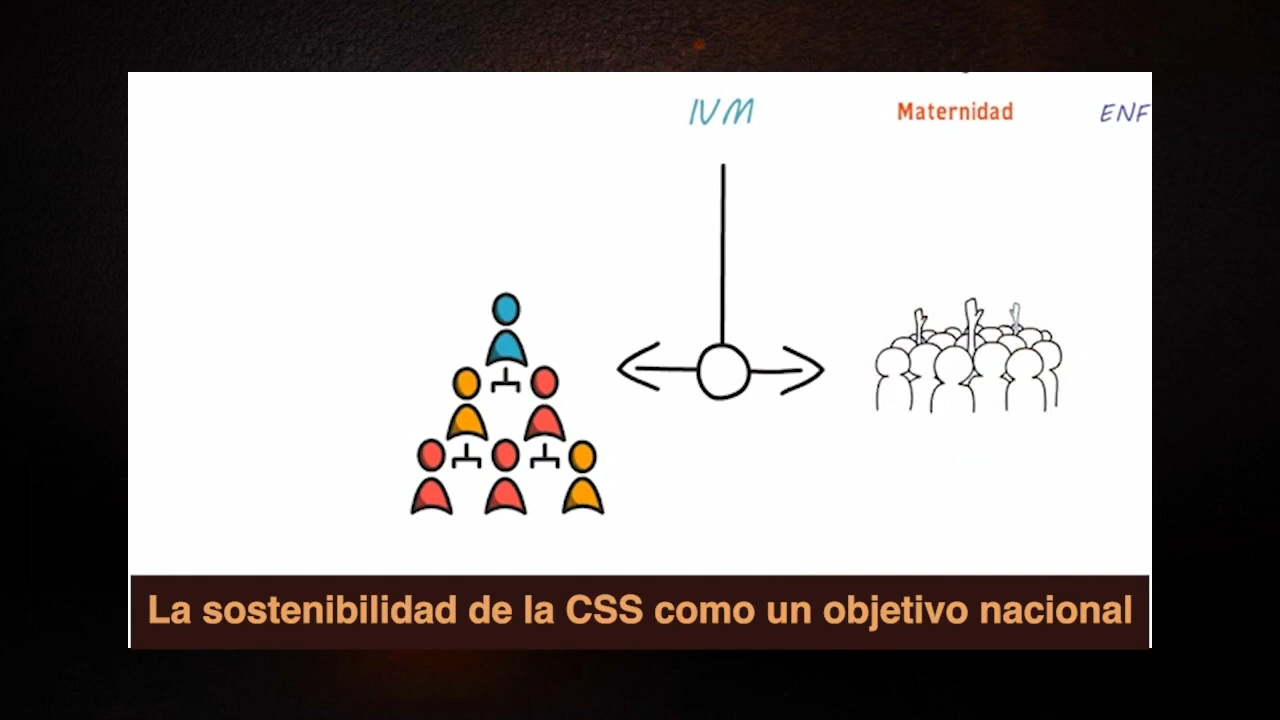 IVM
Maternidad
ENF
La sostenibilidad de la CSS como un objetivo nacional